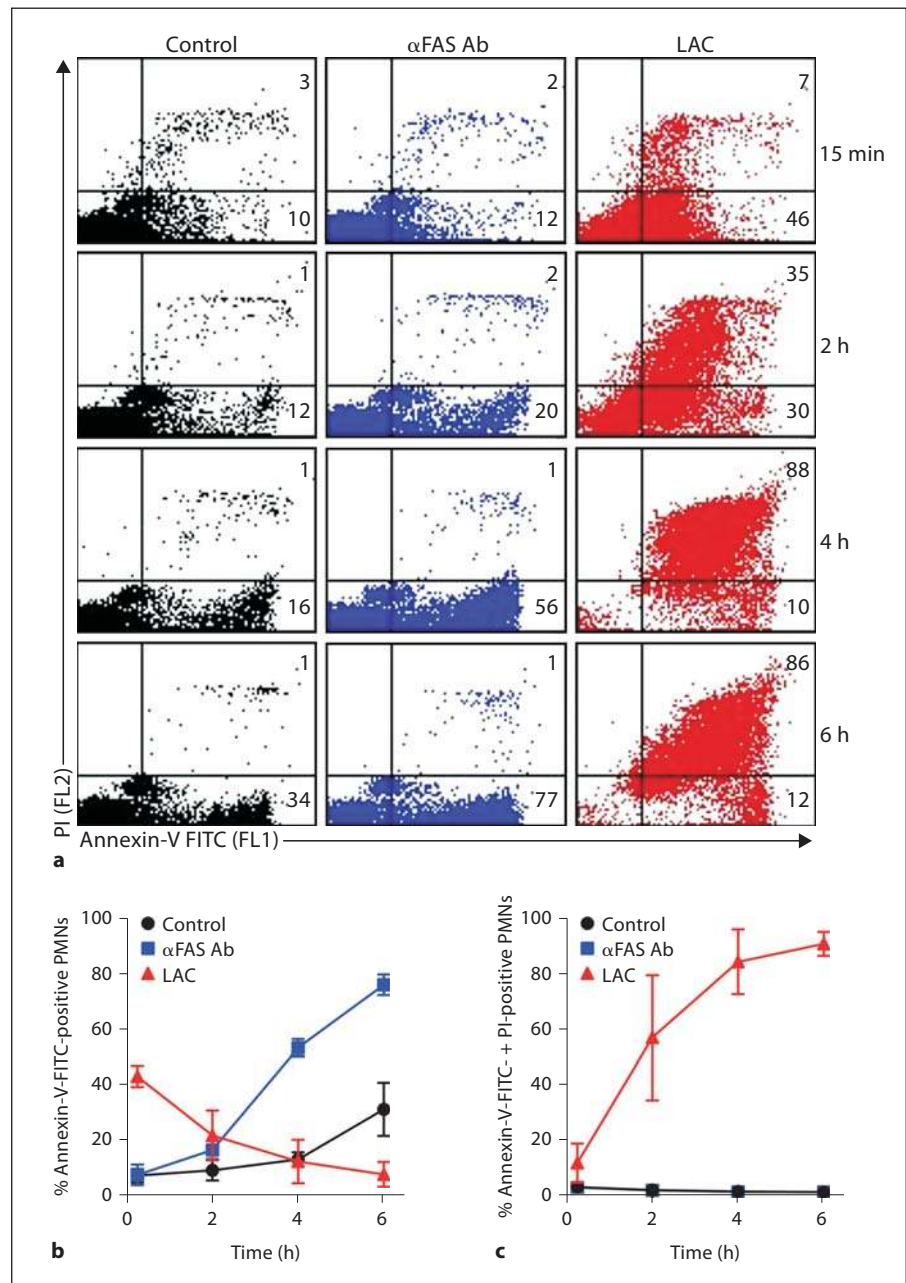 Control αFAS Ab LAC
3 2 7
15 min
10 12 46
1 2 35
2 h
12 20 30
1 1 88
4 h
16 56 10
1 1 86
6 h
34 77 12
PI (FL2)
Annexin-V FITC (FL1)
a
% Annexin-V-FITC-positive PMNs
100
80
60
40
20
0
Control
αFAS Ab
LAC
0 2 4 6
Time (h)
b
% Annexin-V-FITC- + PI-positive PMNs
100
80
60
40
20
0
Control
αFAS Ab
LAC
0 2 4 6
Time (h)
c